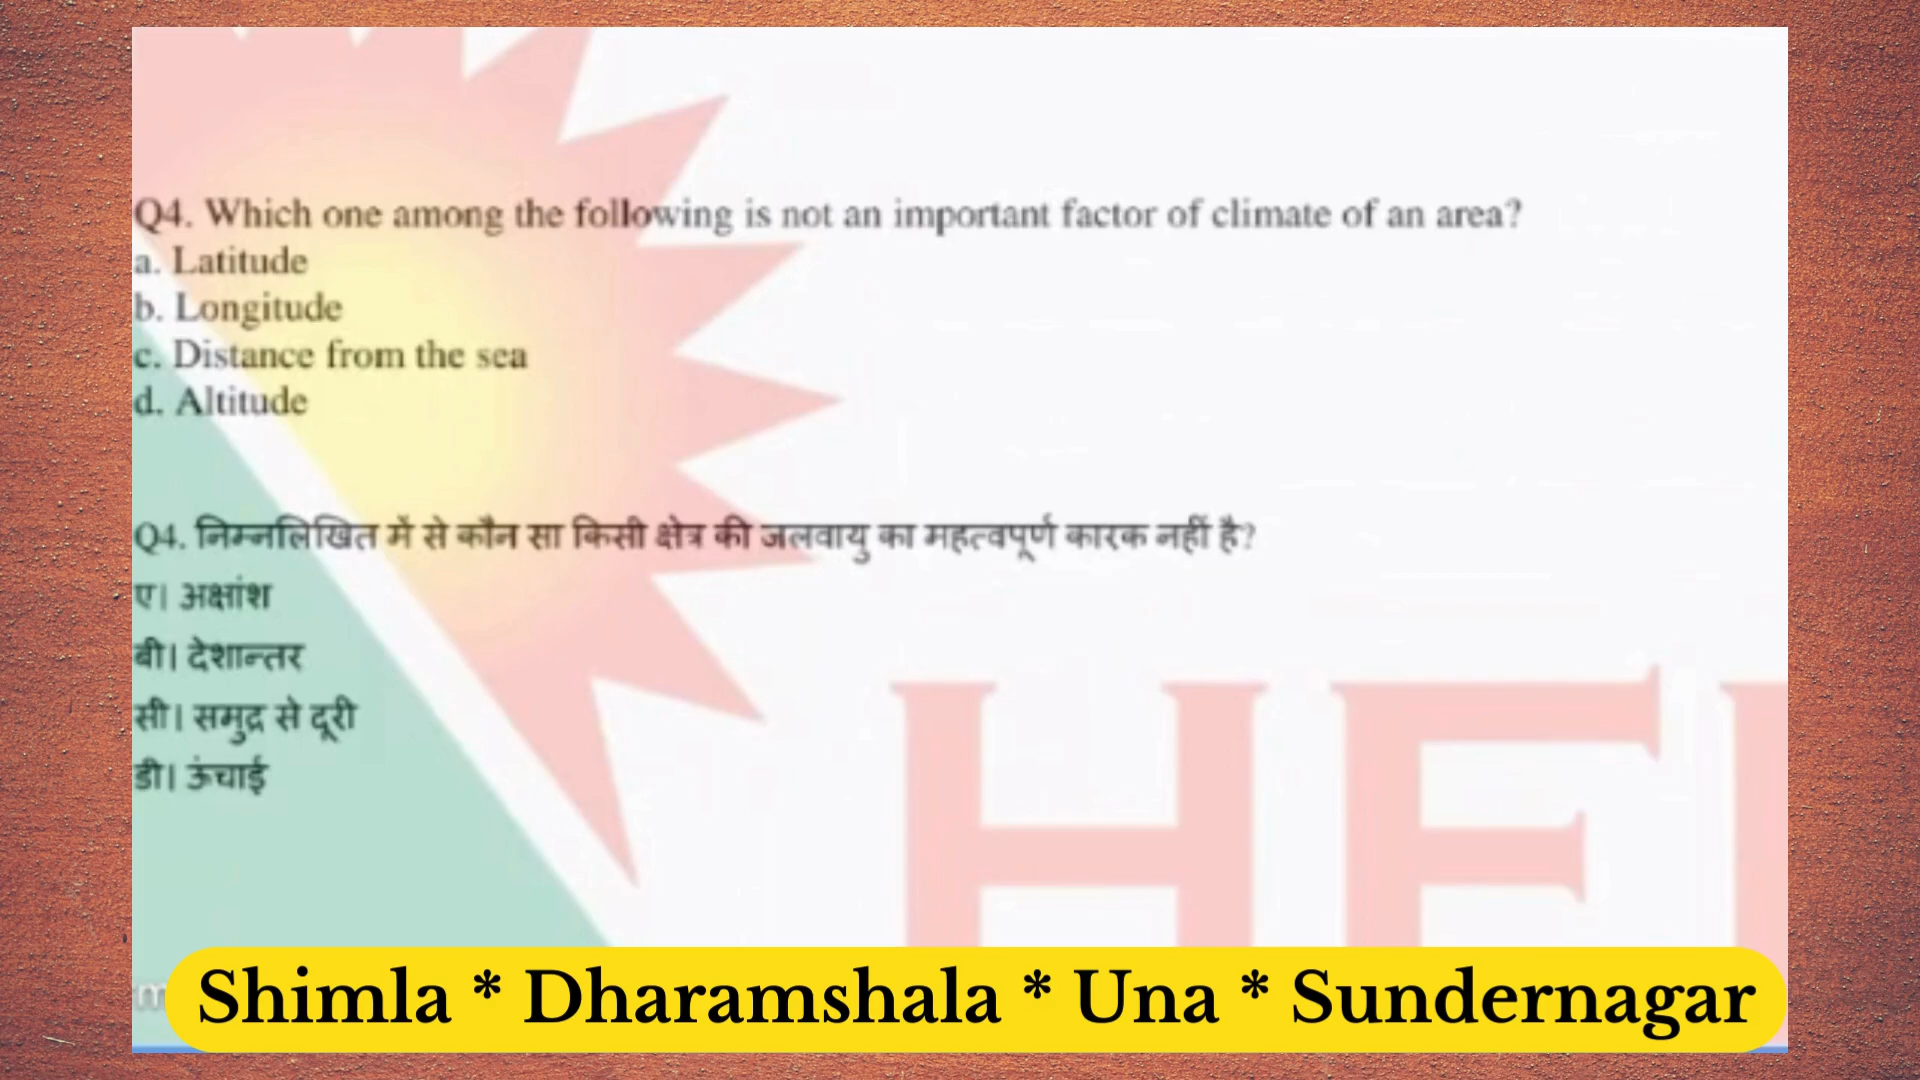 Q4. Which one among the following is not an important factor of climate of an area?
a. Latitude
b. Longitude
c. Distance from the sea
d. Altitude
Q4. निम्नलिखित में से कौन सा किसी क्षेत्र की जलवायु का महत्वपूर्ण कारक नहीं है?
ए। अक्षांश
बी। देशान्तर
सी। समुद्र से दूरी
डी। ऊंचाई
Shimla * Dharamshala * Una * Sundernagar